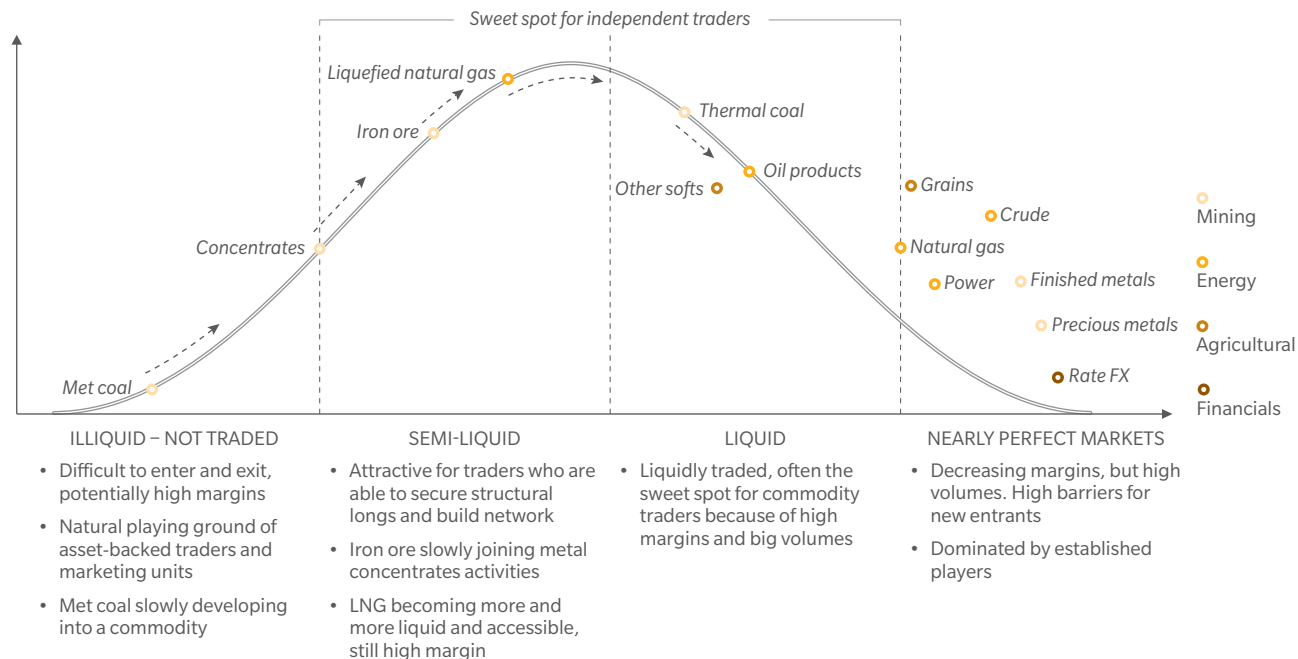 Sweet spot for independent traders
Liquefied natural gas
Iron ore
Concentrates
Met coal
Thermal coal
Oil products
Other softs
Grains
Crude
Natural gas
Power
Finished metals
Precious metals
Rate FX
Mining
Energy
Agricultural
Financials
ILLIQUID – NOT TRADED
• Difficult to enter and exit,
potentially high margins
• Natural playing ground of
asset-backed traders and
marketing units
• Met coal slowly developing
into a commodity
SEMI-LIQUID
• Attractive for traders who are
able to secure structural
longs and build network
• Iron ore slowly joining metal
concentrates activities
• LNG becoming more and
more liquid and accessible,
still high margin
LIQUID
• Liquidly traded, often the
sweet spot for commodity
traders because of high
margins and big volumes
NEARLY PERFECT MARKETS
• Decreasing margins, but high
volumes. High barriers for
new entrants
• Dominated by established
players